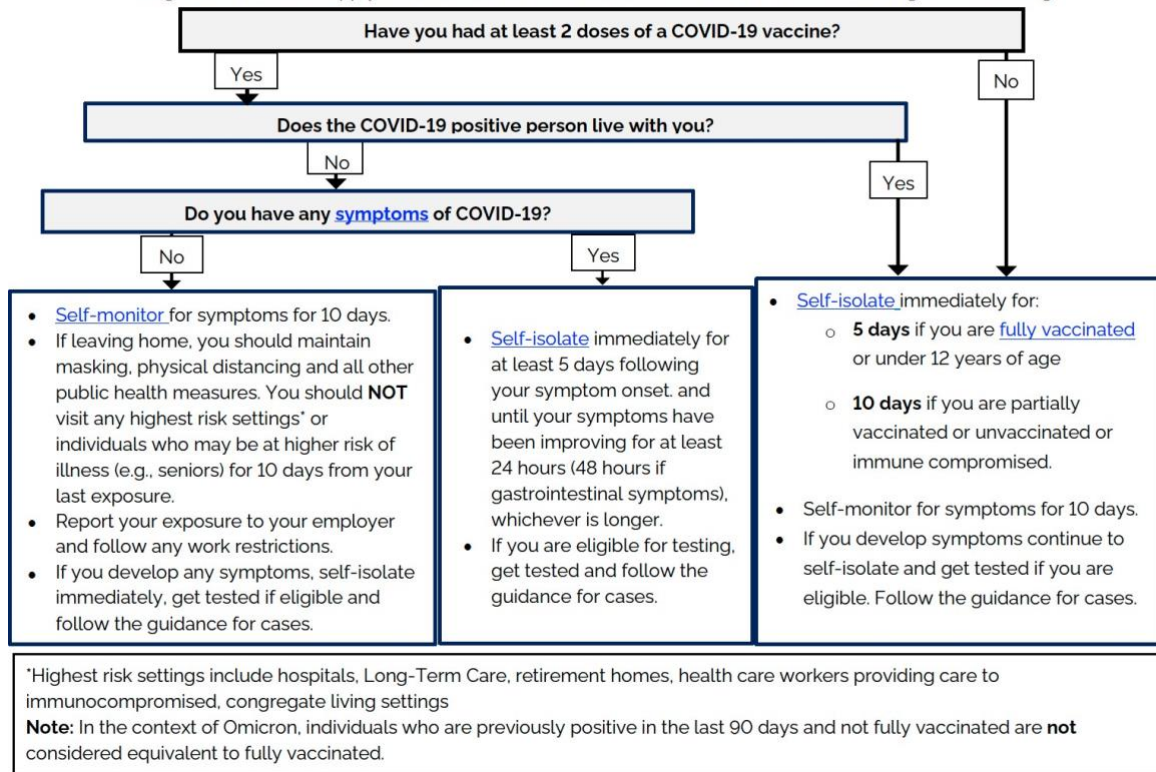 Have you had at least 2 doses of a COVID-19 vaccine?
Yes
No
Does the COVID-19 positive person live with you?
No
Yes
Do you have any symptoms of COVID-19?
No
Yes
• Self-monitor for symptoms for 10 days.
• If leaving home, you should maintain
masking, physical distancing and all other
public health measures. You should NOT
visit any highest risk settings* or
individuals who may be at higher risk of
illness (e.g., seniors) for 10 days from your
last exposure.
• Report your exposure to your employer
and follow any work restrictions.
• If you develop any symptoms, self-isolate
immediately, get tested if eligible and
follow the guidance for cases.
• Self-isolate immediately for
at least 5 days following
your symptom onset. and
until your symptoms have
been improving for at least
24 hours (48 hours if
gastrointestinal symptoms),
whichever is longer.
• If you are eligible for testing,
get tested and follow the
guidance for cases.
• Self-isolate immediately for:
o 5 days if you are fully vaccinated
or under 12 years of age
o 10 days if you are partially
vaccinated or unvaccinated or
immune compromised.
• Self-monitor for symptoms for 10 days.
• If you develop symptoms continue to
self-isolate and get tested if you are
eligible. Follow the guidance for cases.
*Highest risk settings include hospitals, Long-Term Care, retirement homes, health care workers providing care to
immunocompromised, congregate living settings
Note: In the context of Omicron, individuals who are previously positive in the last 90 days and not fully vaccinated are not
considered equivalent to fully vaccinated.